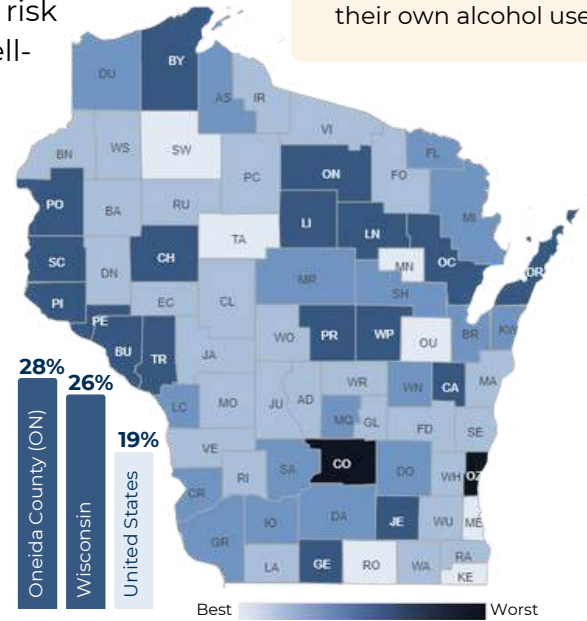 risk
ell-
their own alcohol use
BY
DU
AS
IR
VI
BN
WS
SW
FL
PC
ON
FO
PO
BA
RU
MI
LI
LN
TA
SC
CH
MN
OC
DR
DN
MR
SH
PI
EC
CL
PE
WO
PR
WP
OU
BR
KW
BU
TR
JA
WR
WN
CA
MA
LC
MO
JU
AD
MQ
GL
FD
SE
VE
RI
SA
CO
DO
WH
OZ
CR
IO
DA
JE
WU
ME
GR
LA
GE
RO
WA
RA
KE
28%
26%
19%
Oneida County (ON)
Wisconsin
United States
Best
Worst